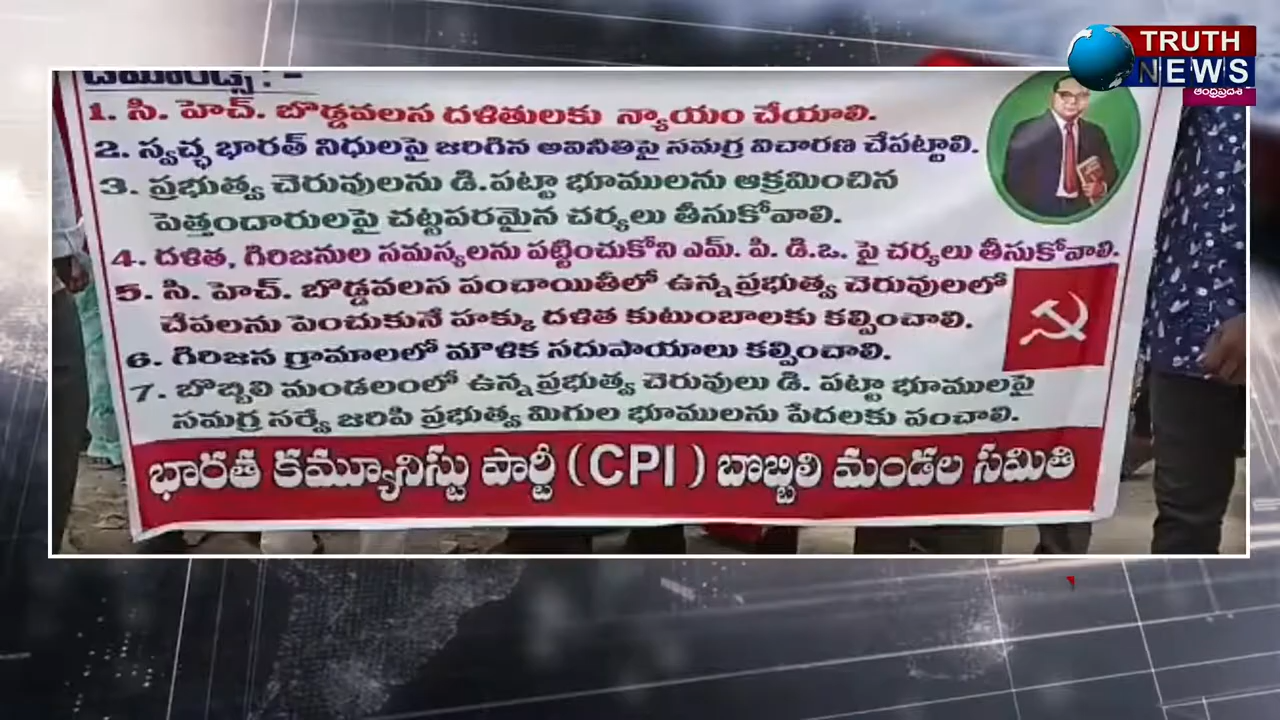 TRUTH
NEWS
ఆంధ్రప్రదేశ్
డిమాండ్స్ : -
1. సి. హెచ్. బొడ్డవలస దళితులకు న్యాయం చేయాలి.
2. స్వచ్ఛ భారత్ నిధులపై జరిగిన అవినీతిపై సమగ్ర విచారణ చేపట్టాలి.
3. ప్రభుత్వ చెరువులను డి.పట్టా భూములను ఆక్రమించిన
పెత్తందారులపై చట్టపరమైన చర్యలు తీసుకోవాలి.
4. దళిత, గిరిజనుల సమస్యలను పట్టించుకోని ఎమ్. పి. డి.ఒ. పై చర్యలు తీసుకోవాలి.
5. సి. హెచ్. బొడ్డవలస పంచాయితీలో ఉన్న ప్రభుత్వ చెరువులలో
చేపలను పెంచుకునే హక్కు దళిత కుటుంబాలకు కల్పించాలి.
6. గిరిజన గ్రామాలలో మౌళిక సదుపాయాలు కల్పించాలి.
7. బొబ్బిలి మండలంలో ఉన్న ప్రభుత్వ చెరువులు డి. పట్టా భూములపై
సమగ్ర సర్వే జరిపి ప్రభుత్వ మిగుల భూములను పేదలకు పంచాలి.
భారత కమ్యూనిస్టు పార్టీ (CPI) బొబ్బిలి మండల సమితి